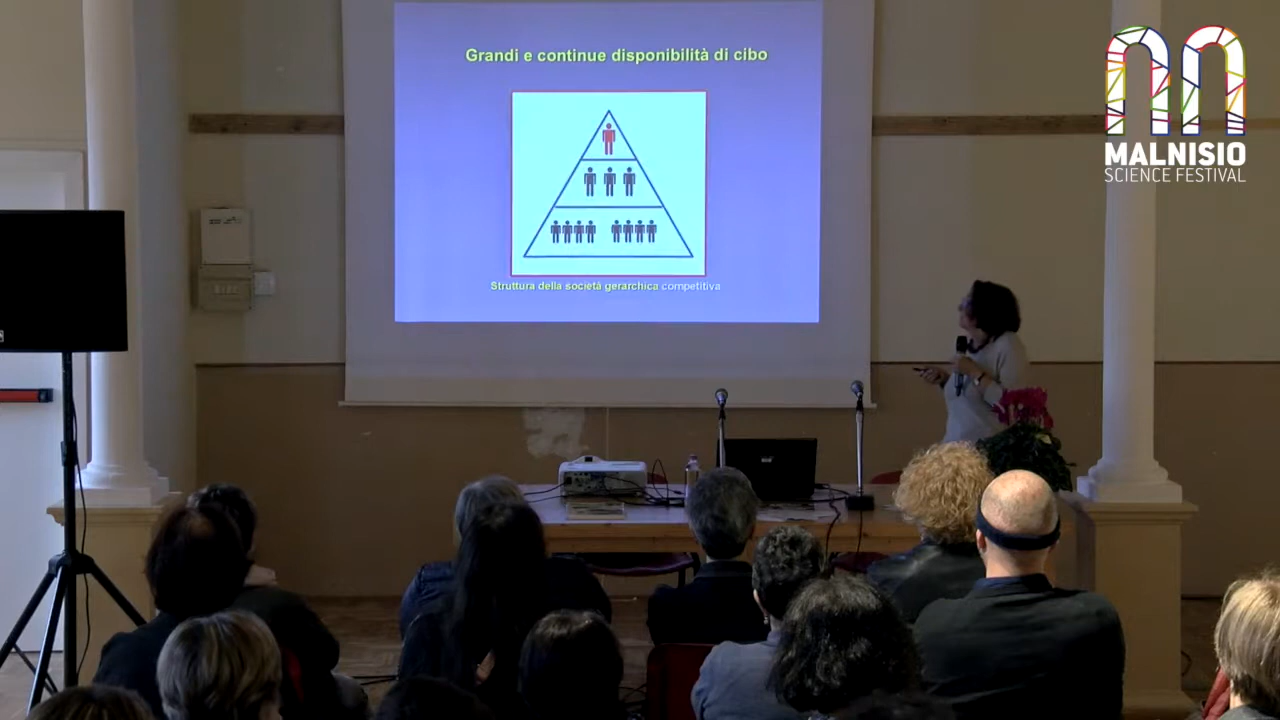 Grandi e continue disponibilità di cibo
Struttura della società gerarchica competitiva
MALNISIO
SCIENCE FESTIVAL